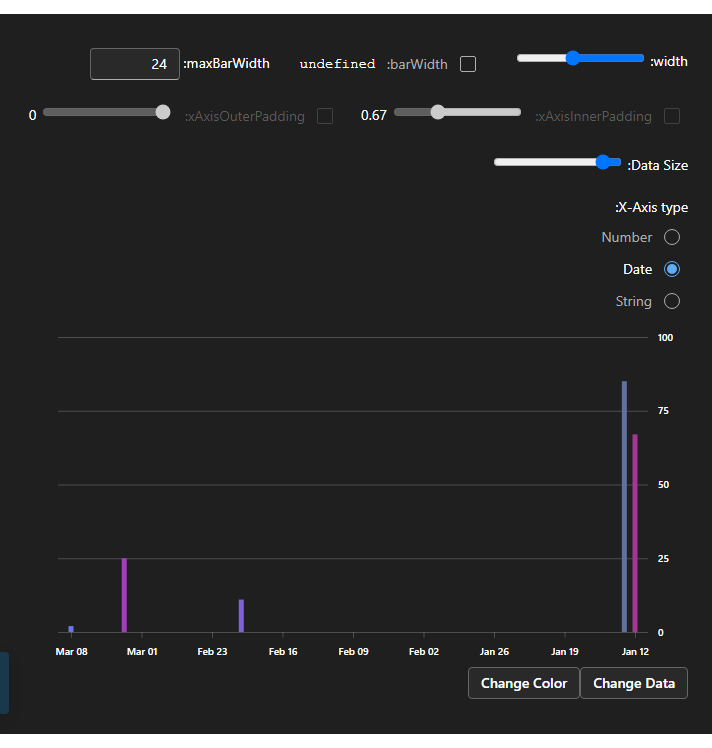 :width
undefined :barWidth
24 :maxBarWidth
:xAxisInnerPadding 0.67
:xAxisOuterPadding 0
:Data Size
:X-Axis type
Number
Date
String
100
75
50
25
0
Mar 08 Mar 01 Feb 23 Feb 16 Feb 09 Feb 02 Jan 26 Jan 19 Jan 12
Change Color Change Data